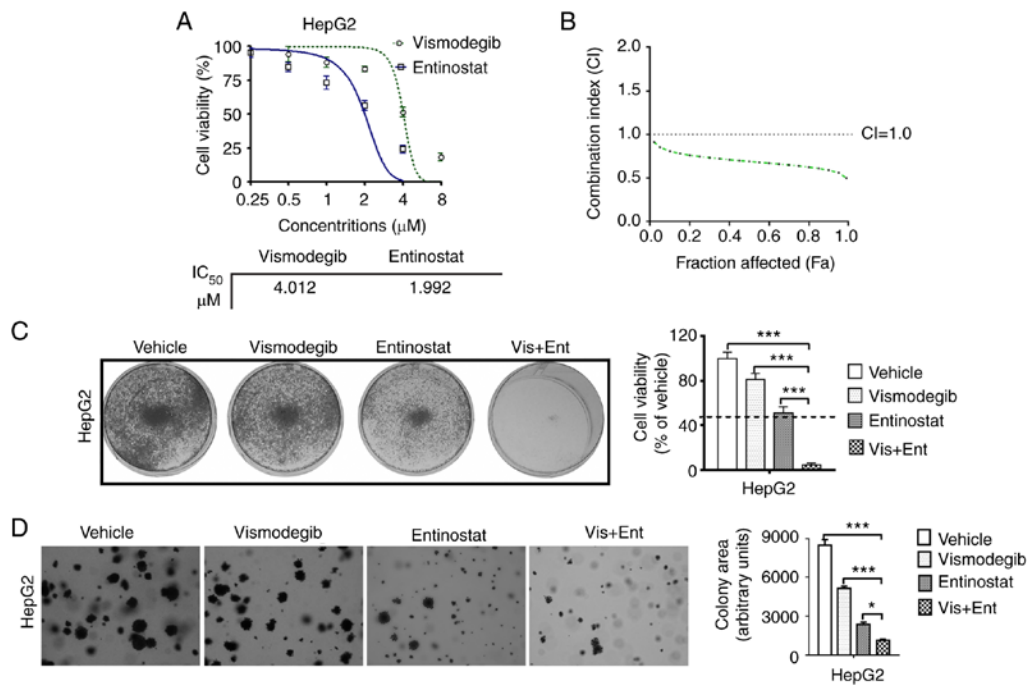 A
HepG2
Cell viability (%)
100
75
50
25
0
0.25 0.5 1 2 4 8
Concentritions (μM)
Vismodegib
Entinostat
Vismodegib Entinostat
IC50
μM
4.012 1.992
B
Combination index (CI)
2.0
1.5
1.0
0.5
0.0
CI=1.0
0.0 0.2 0.4 0.6 0.8 1.0
Fraction affected (Fa)
C
Vehicle Vismodegib Entinostat Vis+Ent
HepG2
Cell viability
(% of vehicle)
120
80
40
0
***
***
***
HepG2
Vehicle
Vismodegib
Entinostat
Vis+Ent
D
Vehicle Vismodegib Entinostat Vis+Ent
HepG2
Colony area
(arbitrary units)
9000
6000
3000
0
***
***
*
HepG2
Vehicle
Vismodegib
Entinostat
Vis+Ent